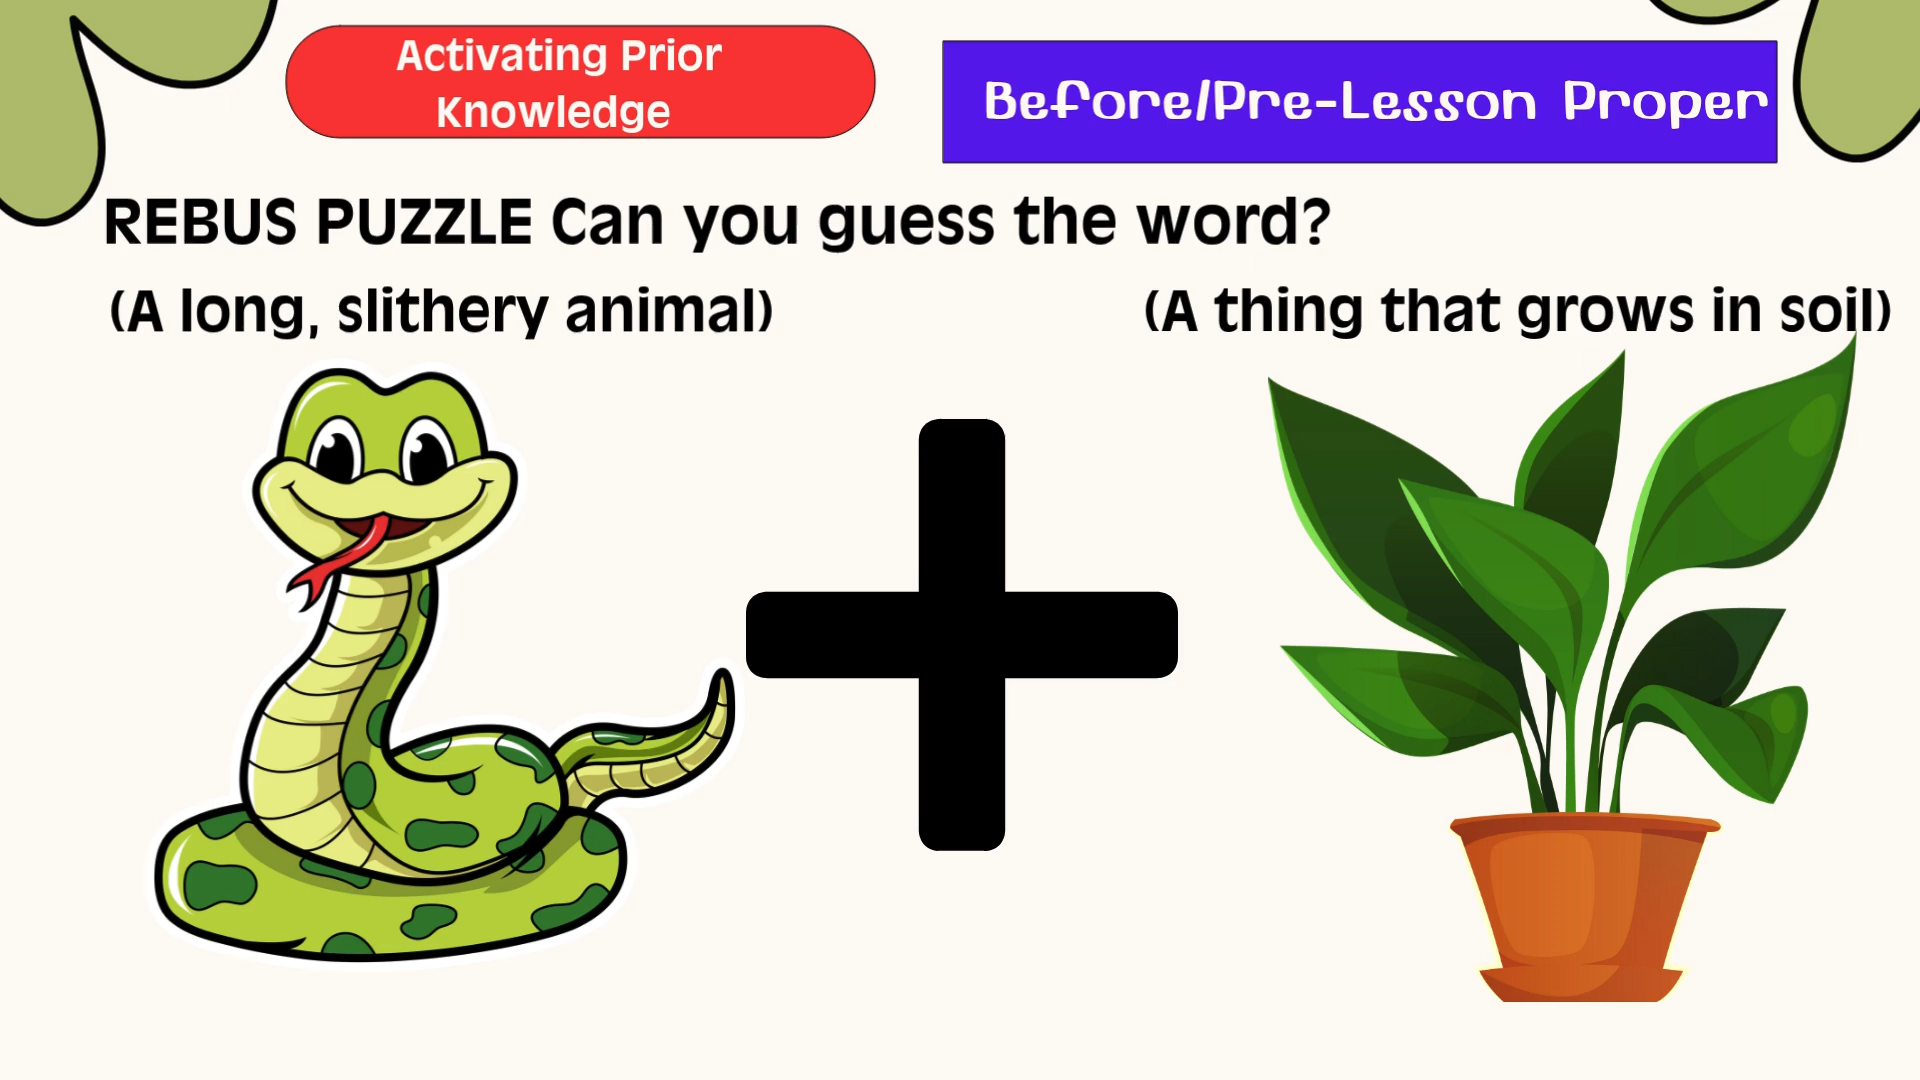 Activating Prior
Knowledge
Before/Pre-Lesson Proper
REBUS PUZZLE Can you guess the word?
(A long, slithery animal)
(A thing that grows in soil)